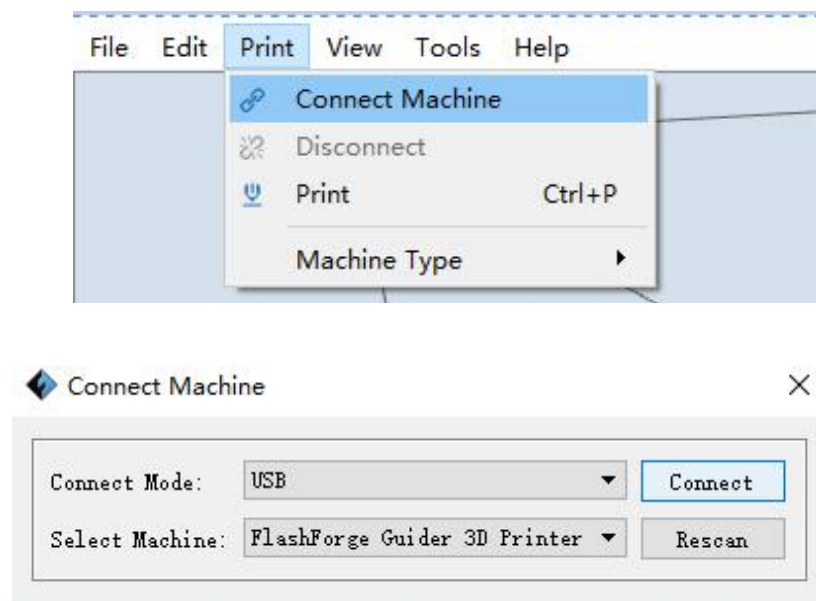 File Edit Print View Tools Help
Connect Machine
Disconnect
Print Ctrl+P
Machine Type
Connect Machine
Connect Mode: USB Connect
Select Machine: FlashForge Guider 3D Printer Rescan